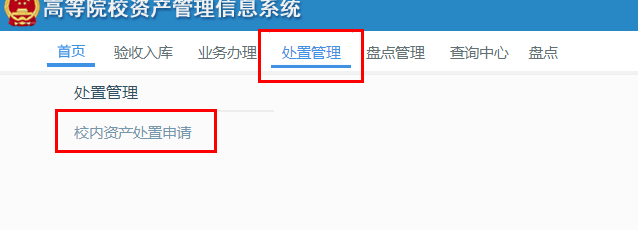 高等院校资产管理信息系统
首页 验收入库 业务办理 处置管理 盘点管理 查询中心 盘点
处置管理
校内资产处置申请